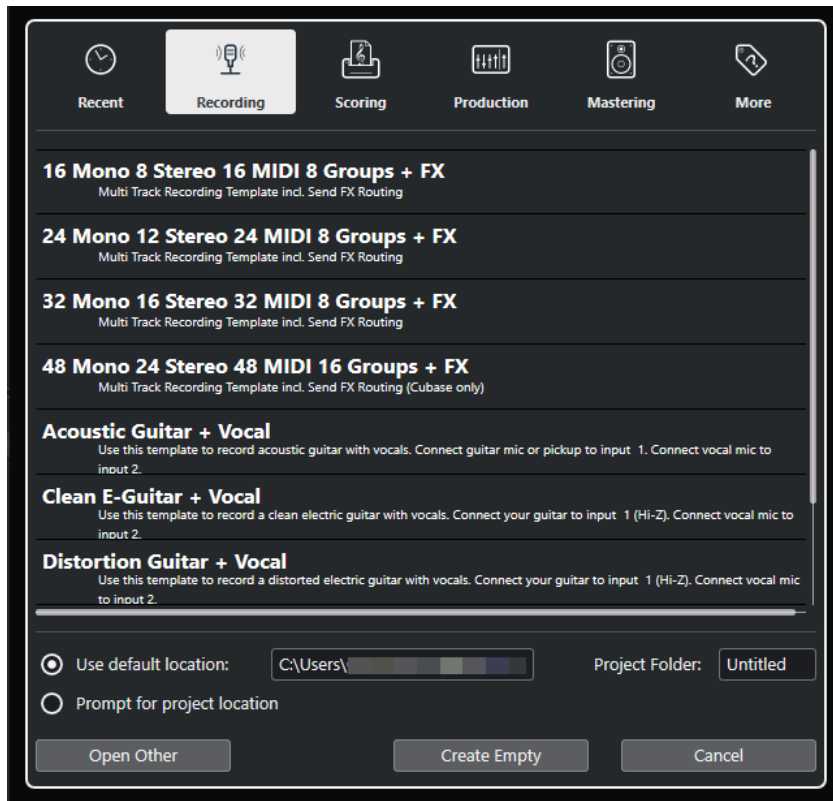 Recent
Recording
Scoring
Production
Mastering
More
16 Mono 8 Stereo 16 MIDI 8 Groups + FX
Multi Track Recording Template incl. Send FX Routing
24 Mono 12 Stereo 24 MIDI 8 Groups + FX
Multi Track Recording Template incl. Send FX Routing
32 Mono 16 Stereo 32 MIDI 8 Groups + FX
Multi Track Recording Template incl. Send FX Routing
48 Mono 24 Stereo 48 MIDI 16 Groups + FX
Multi Track Recording Template incl. Send FX Routing (Cubase only)
Acoustic Guitar + Vocal
Use this template to record acoustic guitar with vocals. Connect guitar mic or pickup to input 1. Connect vocal mic to
input 2.
Clean E-Guitar + Vocal
Use this template to record a clean electric guitar with vocals. Connect your guitar to input 1 (Hi-Z). Connect vocal mic to
input 2.
Distortion Guitar + Vocal
Use this template to record a distorted electric guitar with vocals. Connect your guitar to input 1 (Hi-Z). Connect vocal mic
to input 2.
Use default location:
C:\Users\
Project Folder:
Untitled
Prompt for project location
Open Other
Create Empty
Cancel